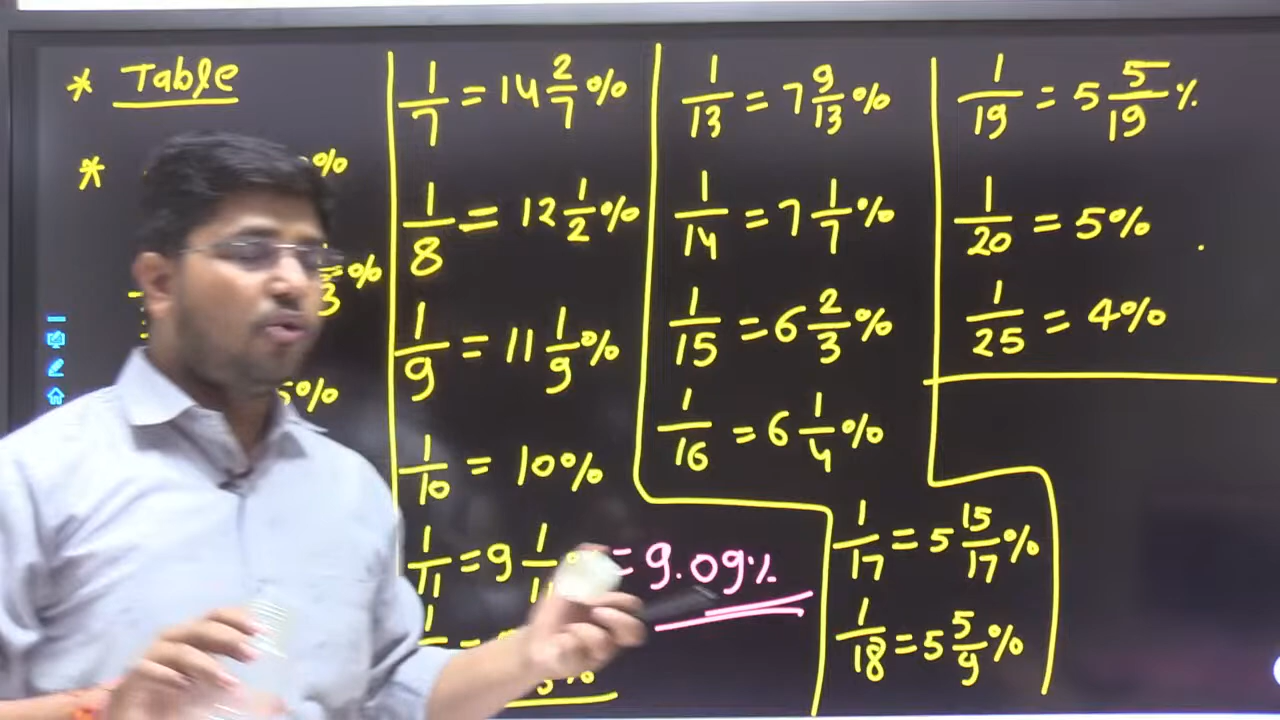 * Table
*
%
%
5%
1/7 = 14 2/7 %
1/8 = 12 1/2 %
1/9 = 11 1/9 %
1/10 = 10%
1/11 = 9 1/11 % = 9.09%
1/13 = 7 9/13 %
1/14 = 7 1/7 %
1/15 = 6 2/3 %
1/16 = 6 1/4 %
1/17 = 5 15/17 %
1/18 = 5 5/9 %
1/19 = 5 5/19 %
1/20 = 5%
1/25 = 4%